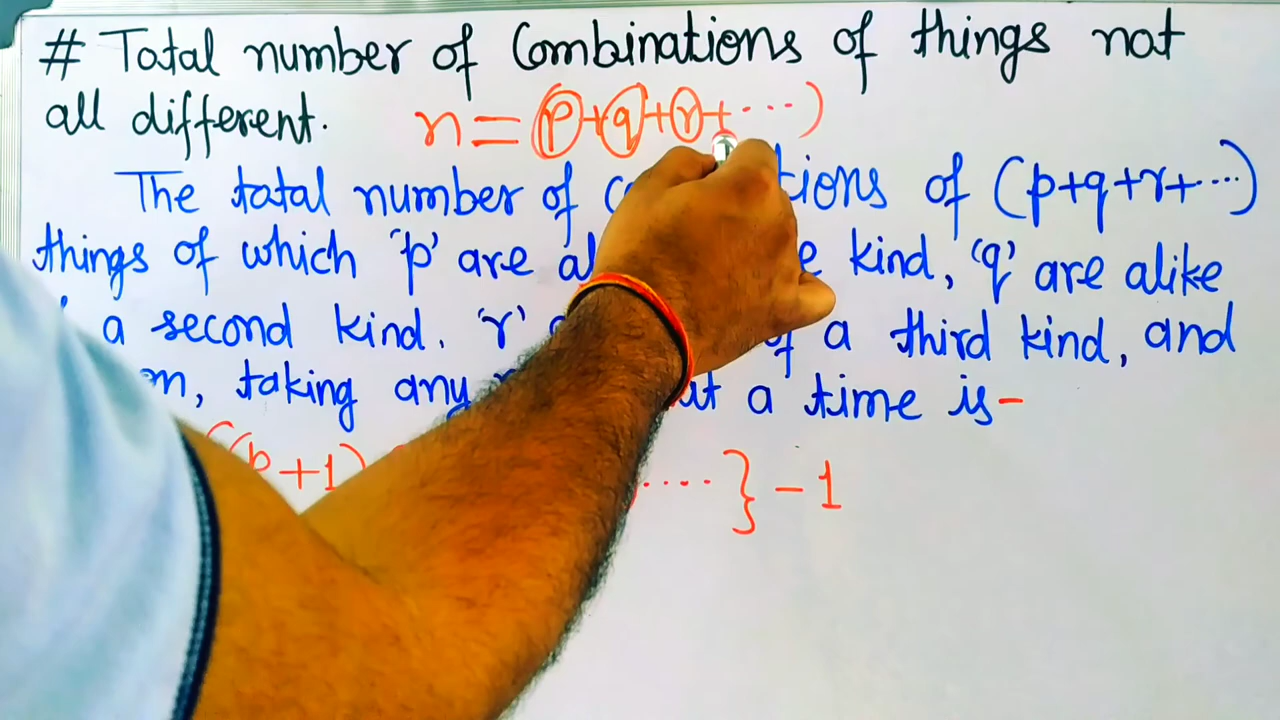 # Total number of Combinations of things not
all different. n = (p+q+r+....)
The total number of tions of (p+q+r+...)
things of which 'p' are al kind, 'q' are alike
a second kind. 'r' of a third kind, and
taking any at a time is-
(p+1) ....} - 1